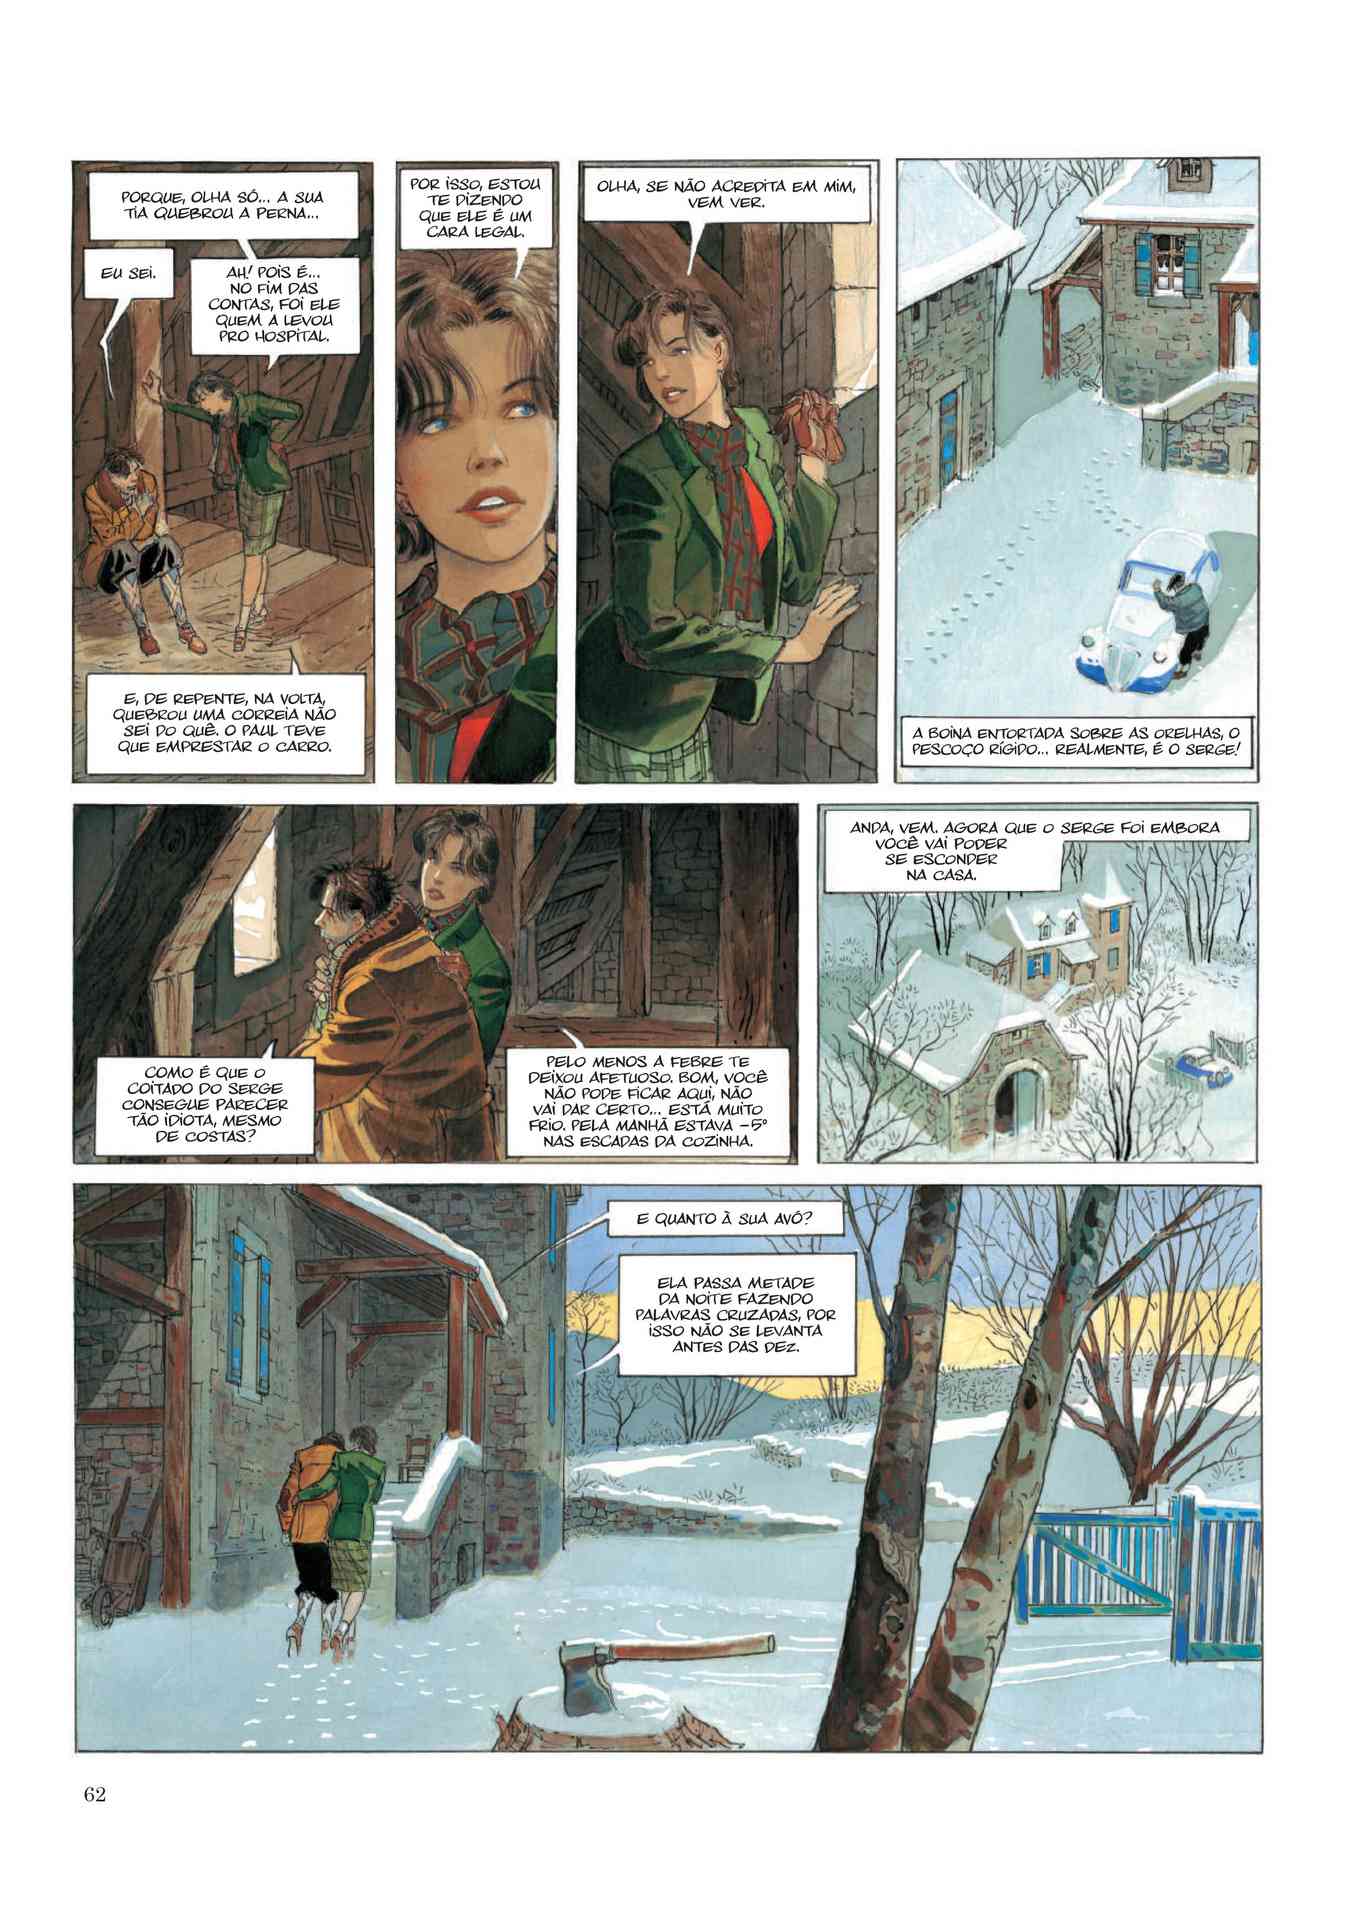 PORQUE, OLHA SÓ... A SUA
TIA QUEBROU A PERNA...
EU SEI.
AH! POIS É...
NO FIM DAS
CONTAS, FOI ELE
QUEM A LEVOU
PRO HOSPITAL.
E, DE REPENTE, NA VOLTA,
QUEBROU UMA CORREIA NÃO
SEI DO QUÊ. O PAUL TEVE
QUE EMPRESTAR O CARRO.
POR ISSO, ESTOU
TE DIZENDO
QUE ELE É UM
CARA LEGAL.
OLHA, SE NÃO ACREDITA EM MIM,
VEM VER.
A BOINA ENTORTADA SOBRE AS ORELHAS, O
PESCOÇO RÍGIDO... REALMENTE, É O SERGE!
COMO É QUE O
COITADO DO SERGE
CONSEGUE PARECER
TÃO IDIOTA, MESMO
DE COSTAS?
PELO MENOS A FEBRE TE
DEIXOU AFETUOSO. BOM, VOCÊ
NÃO PODE FICAR AQUI, NÃO
VAI DAR CERTO... ESTÁ MUITO
FRIO. PELA MANHÃ ESTAVA -5°
NAS ESCADAS DA COZINHA.
ANDA, VEM. AGORA QUE O SERGE FOI EMBORA
VOCÊ VAI PODER
SE ESCONDER
NA CASA.
E QUANTO À SUA AVÓ?
ELA PASSA METADE
DA NOITE FAZENDO
PALAVRAS CRUZADAS, POR
ISSO NÃO SE LEVANTA
ANTES DAS DEZ.
62